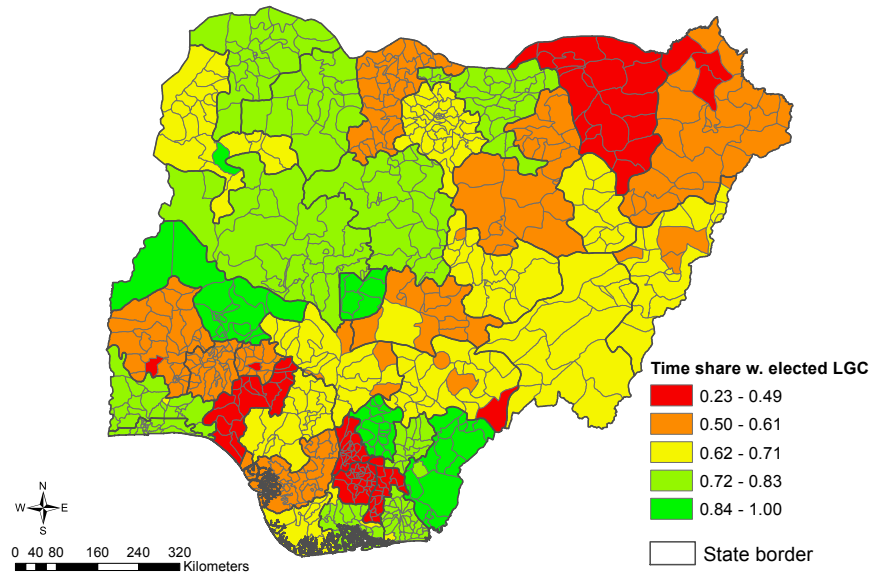 Time share w. elected LGC
0.23 - 0.49
0.50 - 0.61
0.62 - 0.71
0.72 - 0.83
0.84 - 1.00
State border
N
W E
S
0 40 80 160 240 320
Kilometers